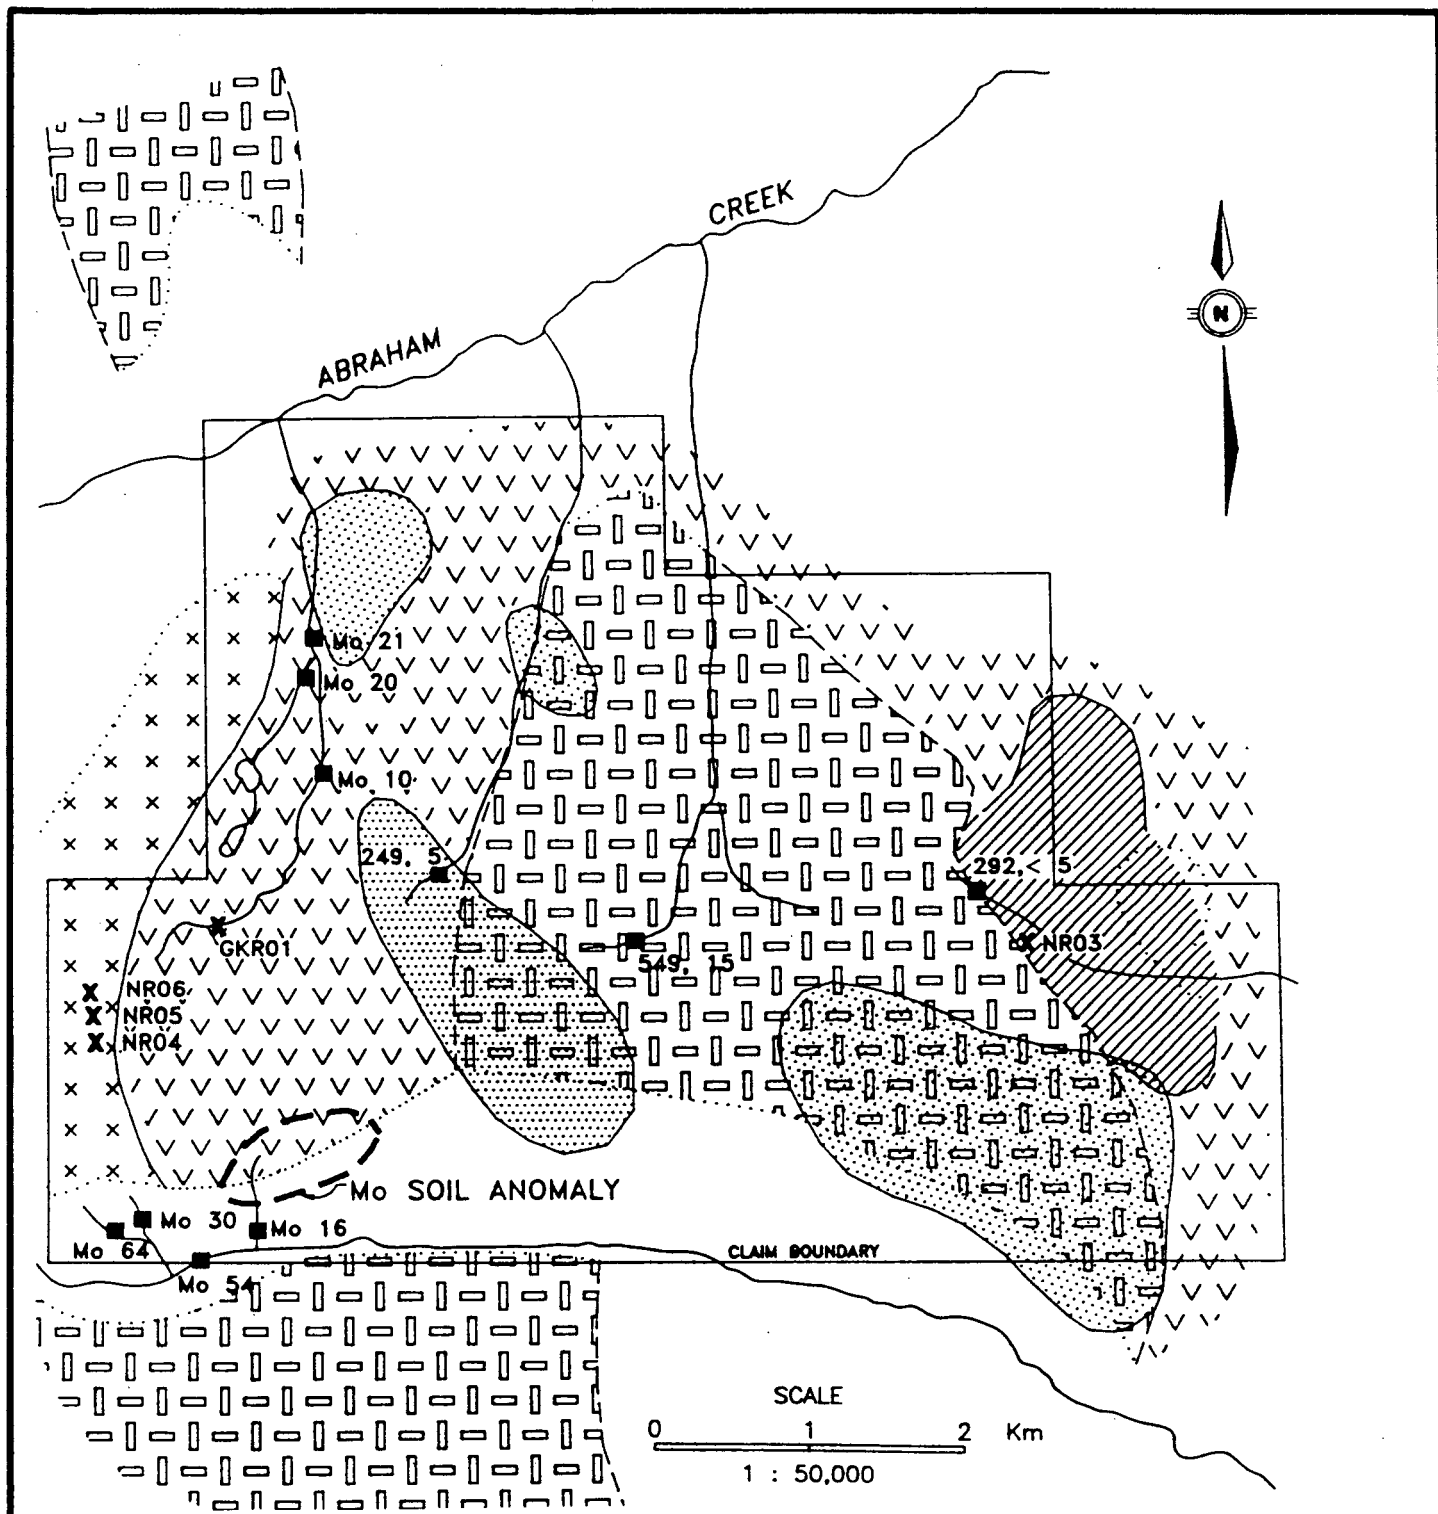 CREEK
N
ABRAHAM
Mo 21
Mo 20
Mo 10
249, 5
292,< 5
GKR01
NR03
549, 15
NR06
NR05
NR04
Mo SOIL ANOMALY
Mo 30
Mo 16
Mo 64
CLAIM BOUNDARY
Mo 54
SCALE
0 1 2 Km
1 : 50,000